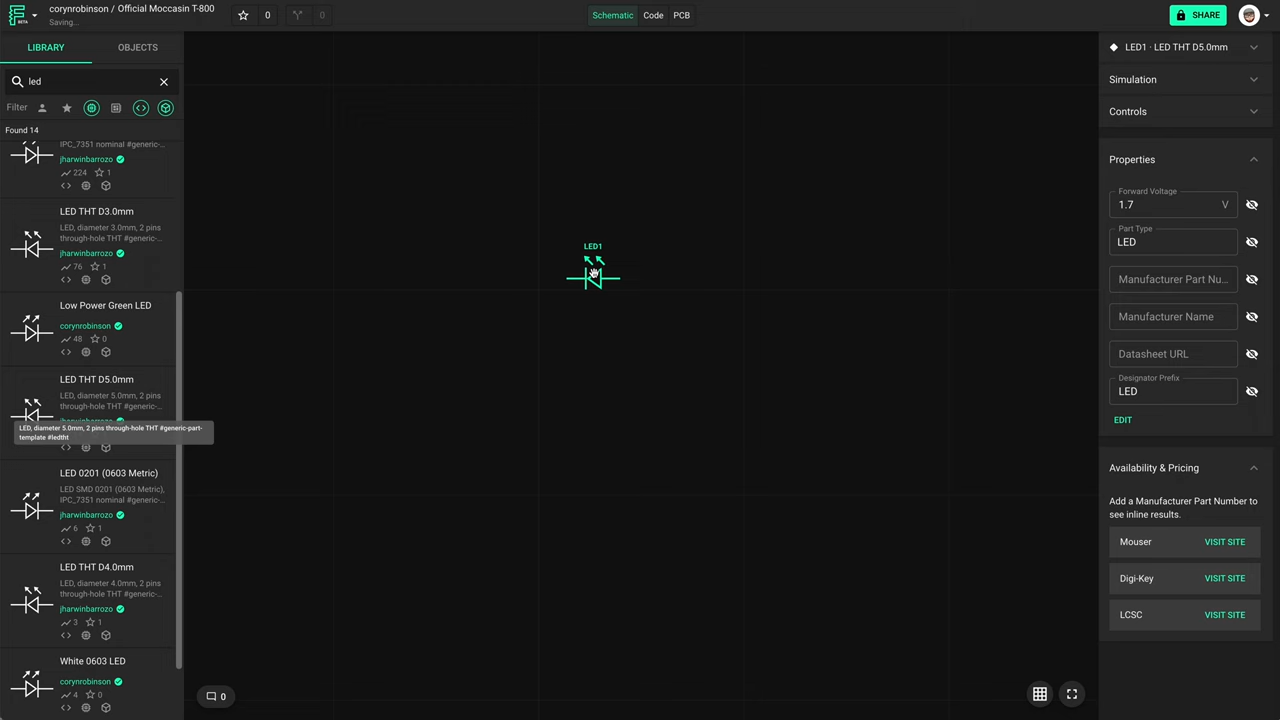 corynrobinson / Official Moccasin T-800
BETA
Saving...
0
0
Schematic
Code
PCB
SHARE
LIBRARY
OBJECTS
led
Filter
Found 14
IPC_7351 nominal #generic-...
jharwinbarrozo
224
1
LED THT D3.0mm
LED, diameter 3.0mm, 2 pins
through-hole THT #generic-...
jharwinbarrozo
76
1
Low Power Green LED
corynrobinson
48
0
LED THT D5.0mm
LED, diameter 5.0mm, 2 pins
through-hole THT #generic-...
LED, diameter 5.0mm, 2 pins through-hole THT #generic-part-
template #ledtht
LED 0201 (0603 Metric)
LED SMD 0201 (0603 Metric),
IPC_7351 nominal #generic-...
jharwinbarrozo
6
1
LED THT D4.0mm
LED, diameter 4.0mm, 2 pins
through-hole THT #generic-...
jharwinbarrozo
3
1
White 0603 LED
corynrobinson
4
0
LED1
0
LED1 · LED THT D5.0mm
Simulation
Controls
Properties
Forward Voltage
1.7 V
Part Type
LED
Manufacturer Part Nu...
Manufacturer Name
Datasheet URL
Designator Prefix
LED
EDIT
Availability & Pricing
Add a Manufacturer Part Number to
see inline results.
Mouser VISIT SITE
Digi-Key VISIT SITE
LCSC VISIT SITE